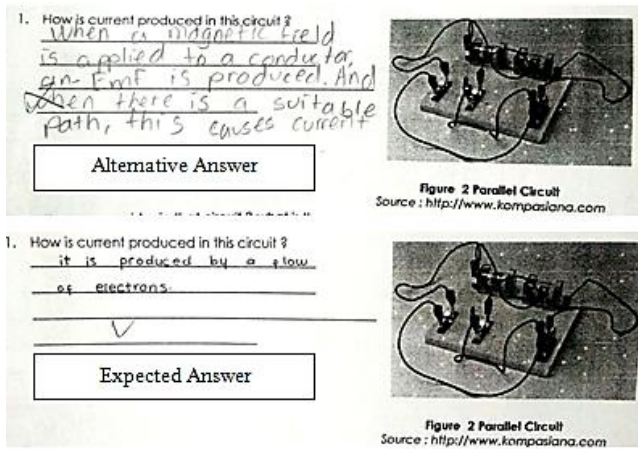 1. How is current produced in this circuit ?
When a magnetic field
is applied to a conductor,
an Emf is produced. And
when there is a suitable
path, this causes current
Alternative Answer
Figure 2 Parallel Circuit
Source : http://www.kompasiana.com
1. How is current produced in this circuit ?
it is produced by a flow
of electrons.
Expected Answer
Figure 2 Parallel Circuit
Source : http://www.kompasiana.com